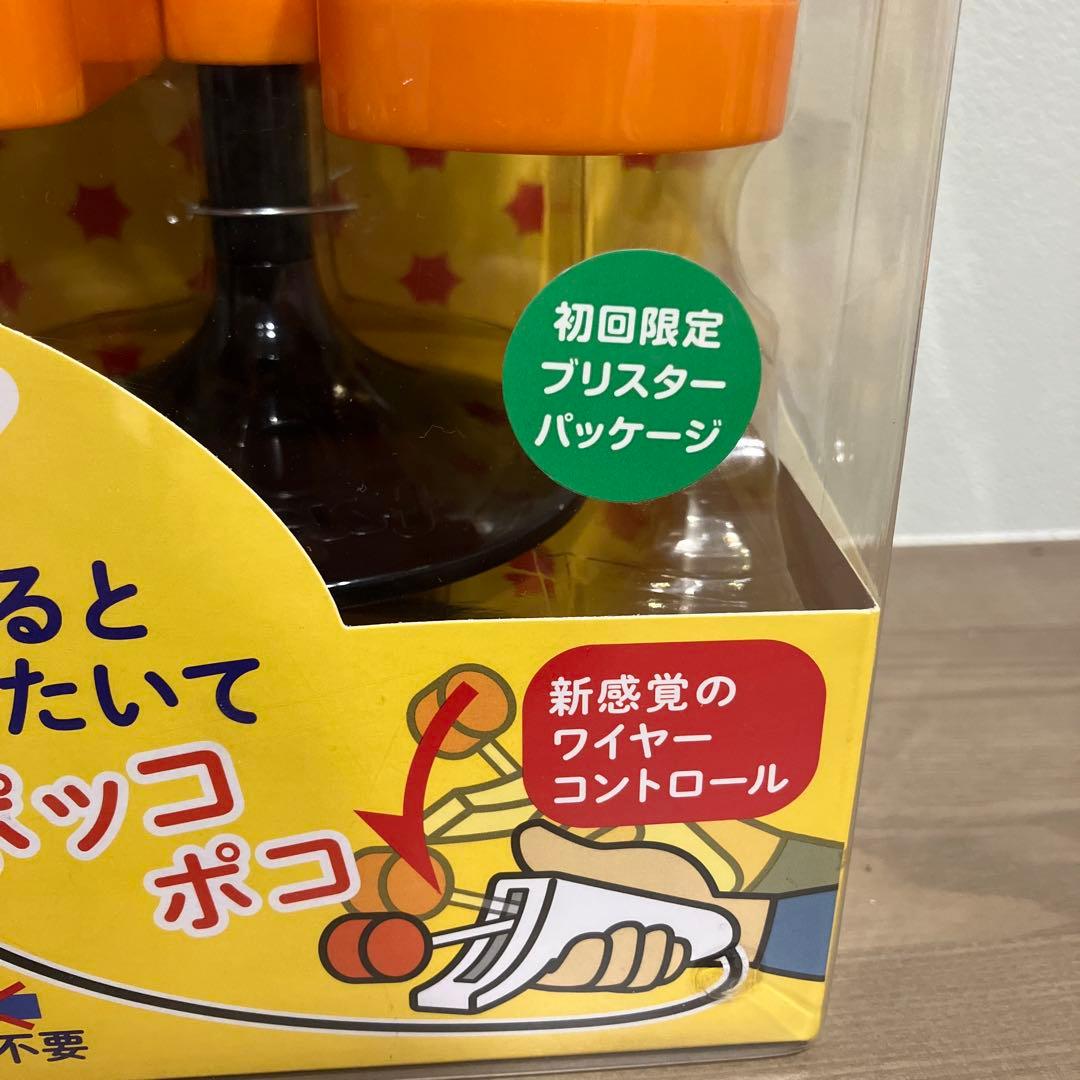 初回限定
ブリスター
パッケージ
ると
たいて
ポッコ
ポコ
新感覚の
ワイヤー
コントロール
不要